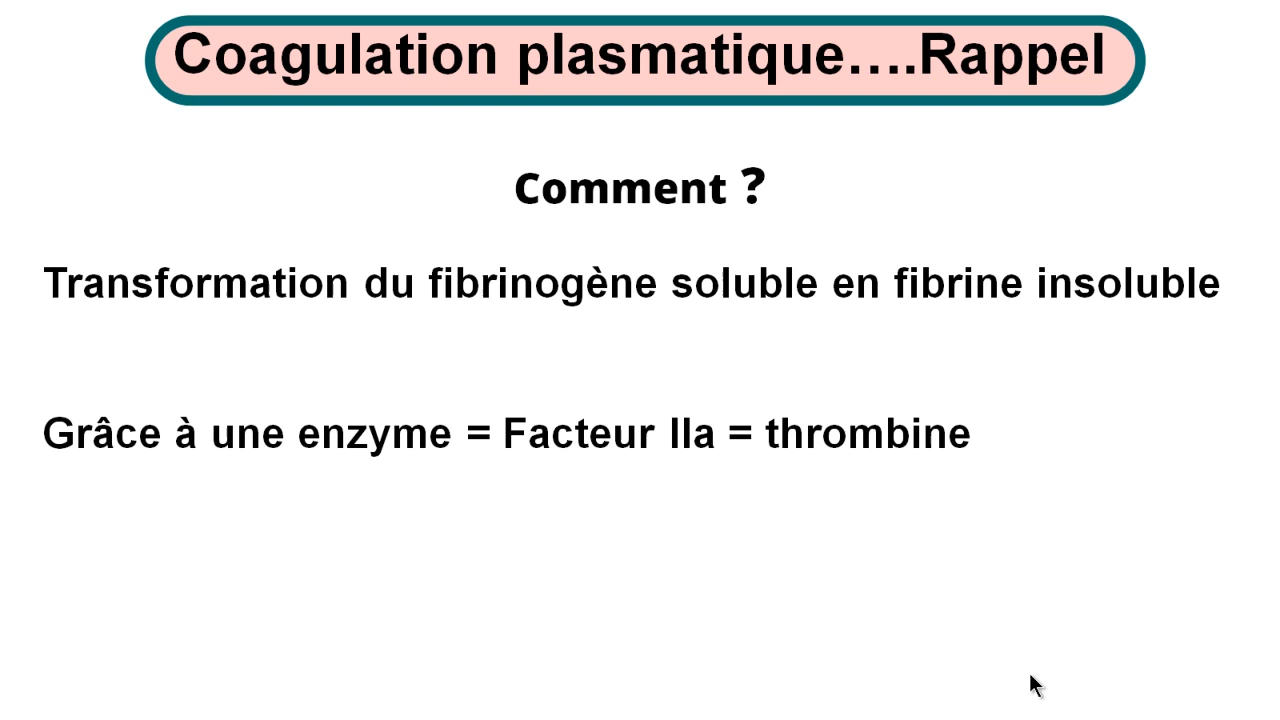 Coagulation plasmatique….Rappel
Comment ?
Transformation du fibrinogène soluble en fibrine insoluble
Grâce à une enzyme = Facteur IIa = thrombine